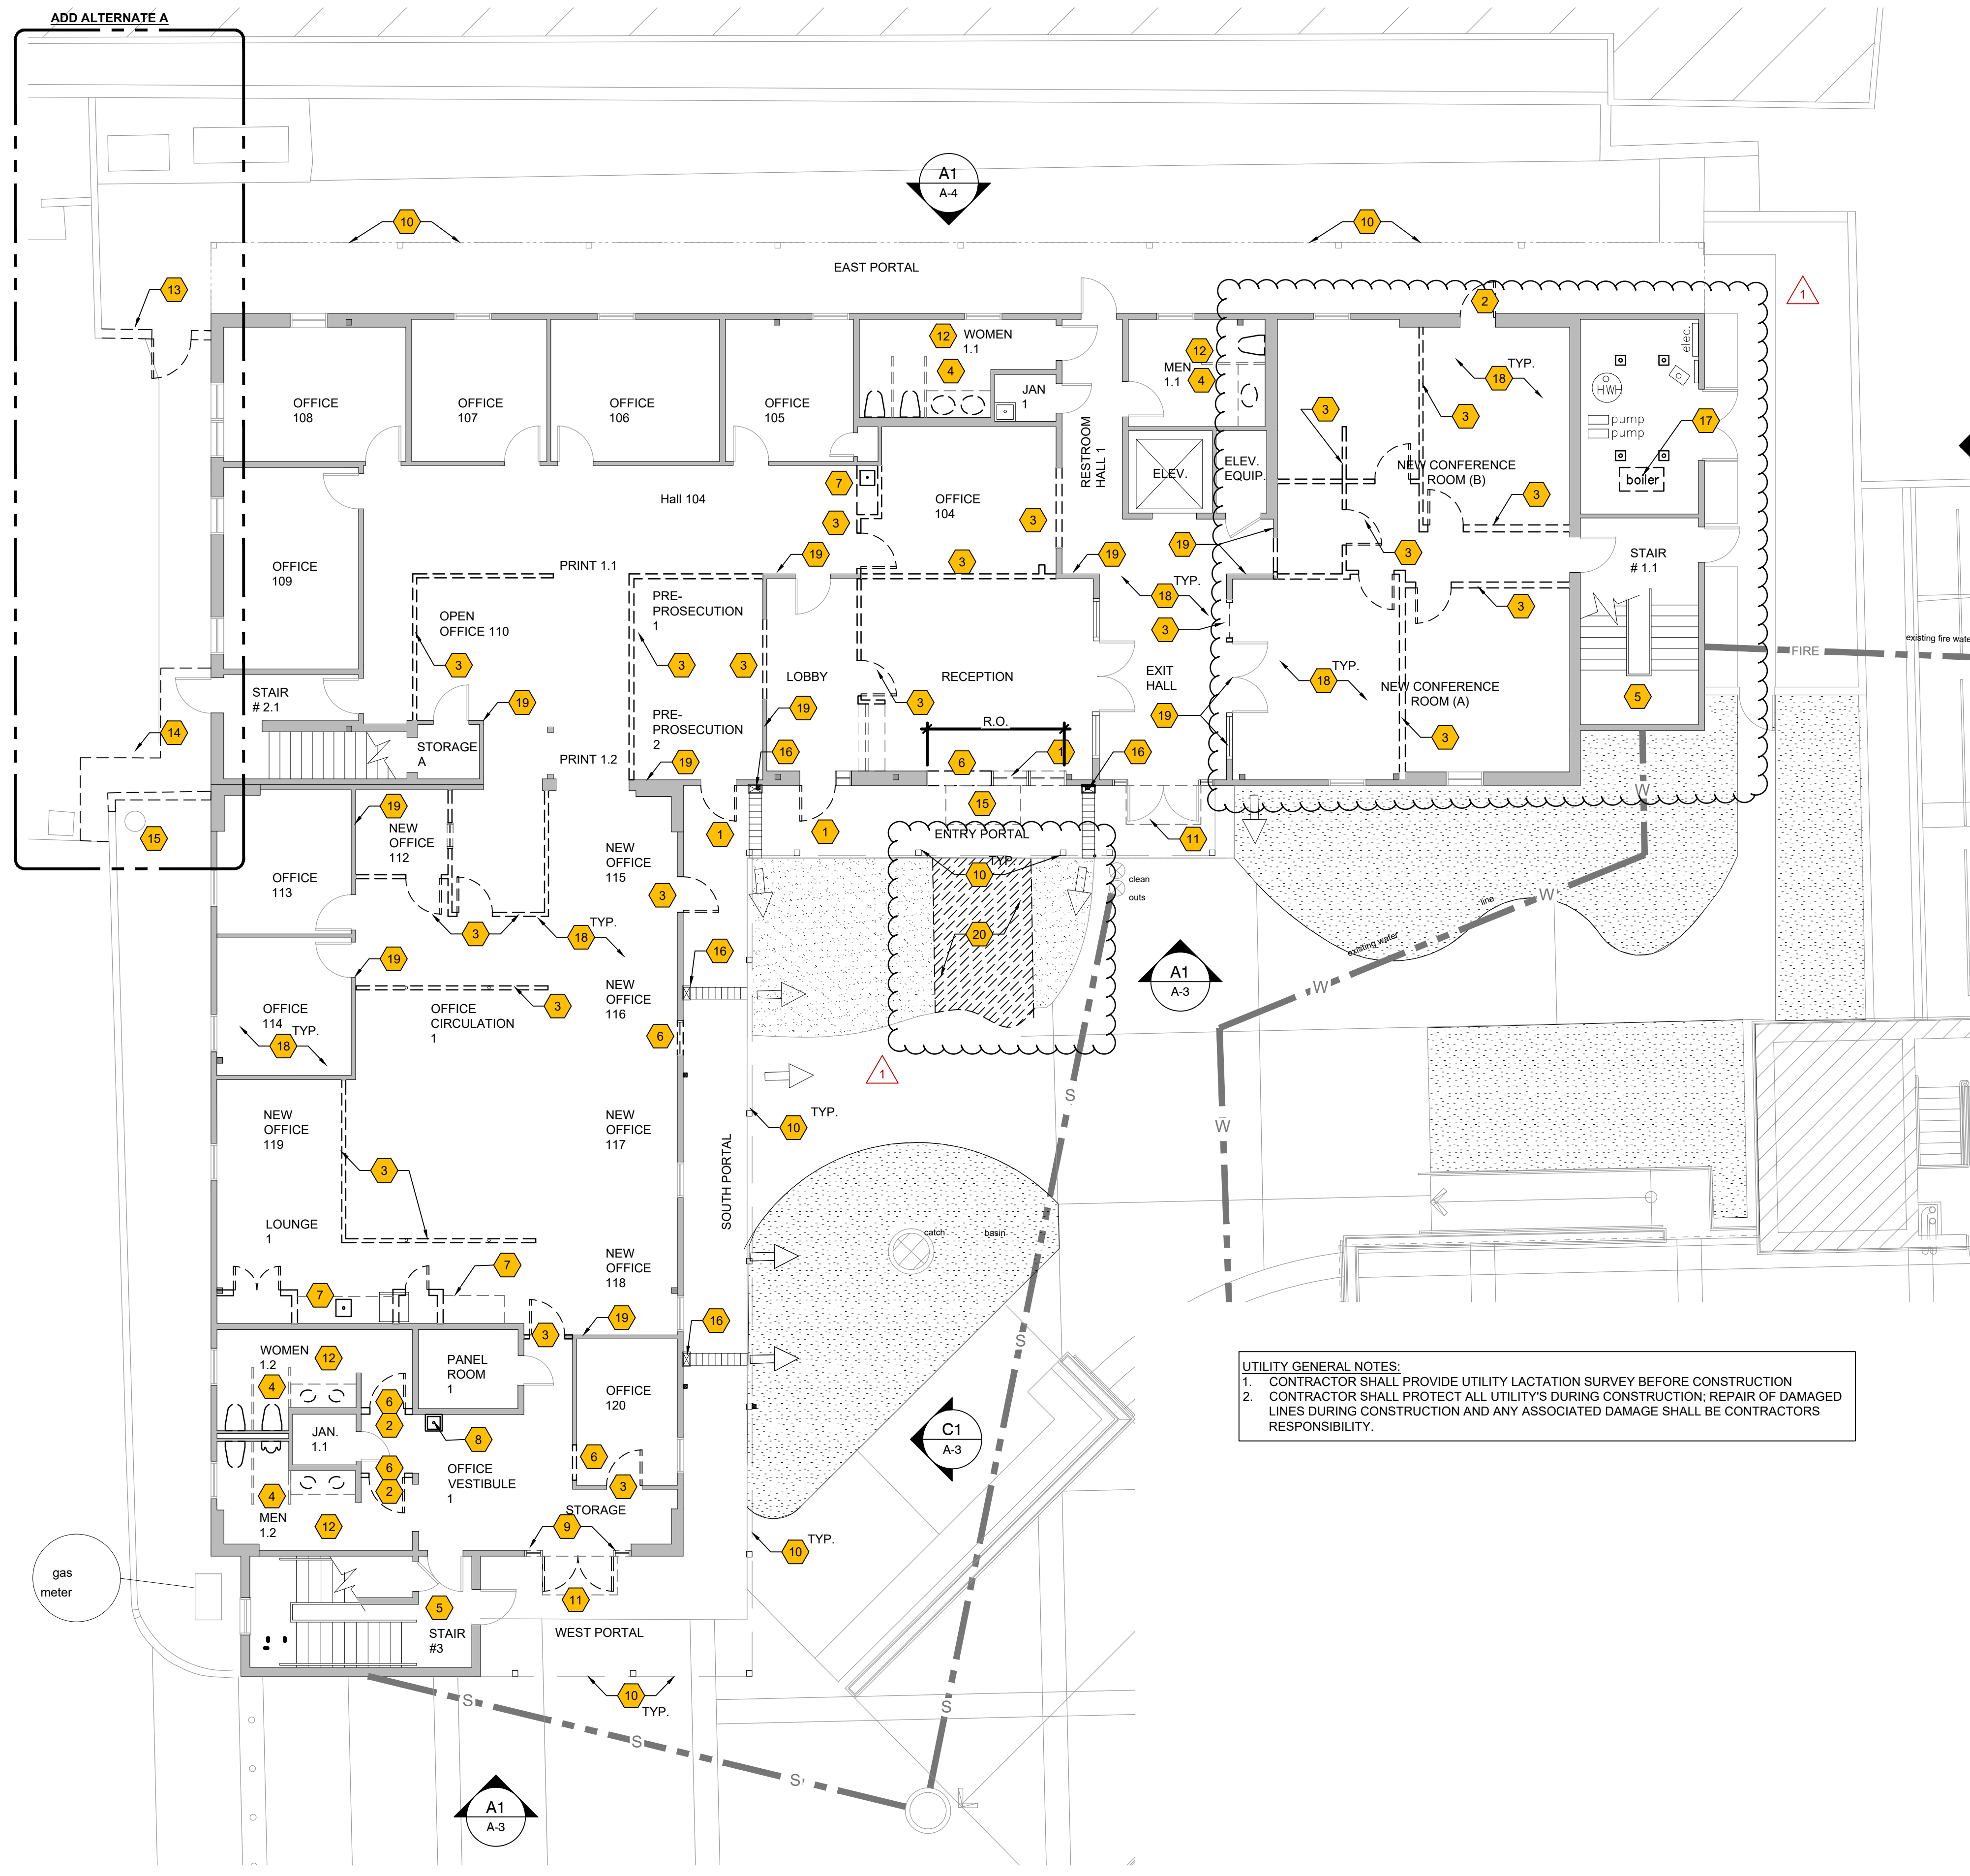 ADD ALTERNATE A
A1
A-4
10
10
EAST PORTAL
13
1
2
12
WOMEN
1.1
4
12
MEN
1.1
4
JAN
1
OFFICE
108
OFFICE
107
OFFICE
106
OFFICE
105
RESTROOM
HALL 1
3
3
TYP.
18
elec.
HWH
pump
pump
17
boiler
ELEV.
ELEV.
EQUIP.
NEW CONFERENCE
ROOM (B)
3
7
3
Hall 104
OFFICE
104
3
3
19
19
19
3
STAIR
# 1.1
OFFICE
109
PRINT 1.1
PRE-
PROSECUTION
1
OPEN
OFFICE 110
3
3
3
TYP.
18
3
3
LOBBY
RECEPTION
EXIT
HALL
TYP.
18
NEW CONFERENCE
ROOM (A)
existing fire wate
FIRE
5
STAIR
# 2.1
19
3
19
19
PRE-
PROSECUTION
2
R.O.
14
STORAGE
A
PRINT 1.2
19
16
6
1
16
3
15
19
NEW
OFFICE
112
1
1
15
ENTRY PORTAL
11
W
NEW
OFFICE
115
TYP.
10
clean
outs
OFFICE
113
3
3
18
TYP.
20
line
W
existing water
W
19
16
A1
A-3
NEW
OFFICE
116
3
OFFICE
114
TYP.
18
OFFICE
CIRCULATION
1
6
1
S
W
NEW
OFFICE
119
NEW
OFFICE
117
TYP.
10
3
SOUTH PORTAL
LOUNGE
1
catch
basin
NEW
OFFICE
118
7
7
19
3
16
S
WOMEN
1.2
12
4
PANEL
ROOM
1
OFFICE
120
6
2
JAN.
1.1
8
6
2
OFFICE
VESTIBULE
1
6
3
C1
A-3
4
MEN
1.2
12
STORAGE
9
TYP.
10
S
UTILITY GENERAL NOTES:
1. CONTRACTOR SHALL PROVIDE UTILITY LACTATION SURVEY BEFORE CONSTRUCTION
2. CONTRACTOR SHALL PROTECT ALL UTILITY'S DURING CONSTRUCTION; REPAIR OF DAMAGED
LINES DURING CONSTRUCTION AND ANY ASSOCIATED DAMAGE SHALL BE CONTRACTORS
RESPONSIBILITY.
gas
meter
5
11
STAIR
#3
WEST PORTAL
10
TYP.
S
S
S
S
A1
A-3